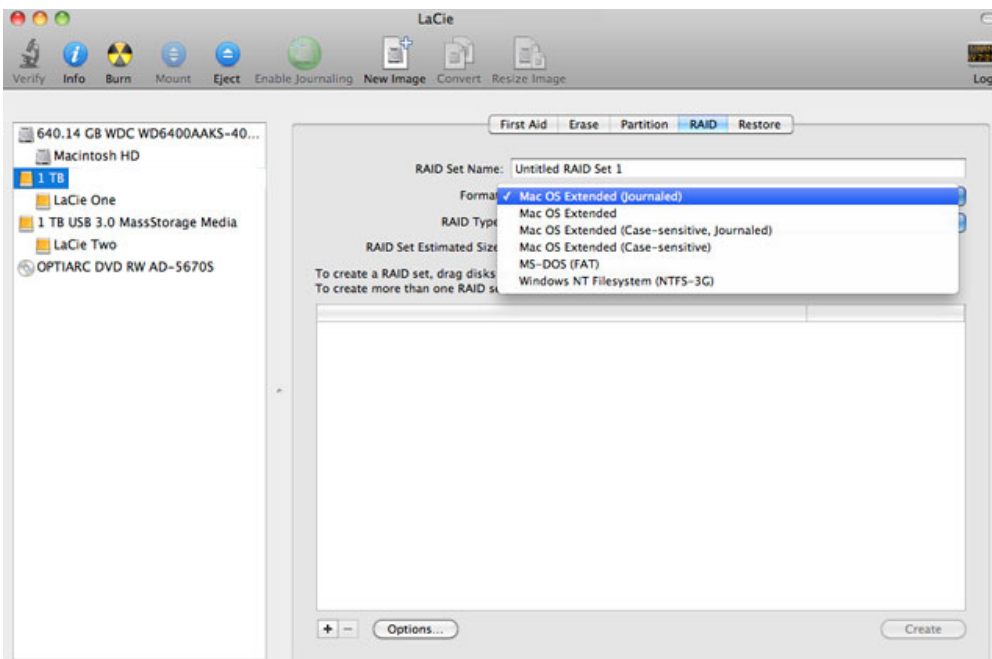 LaCie
Verify Info Burn Mount Eject Enable Journaling New Image Convert Resize Image Log
640.14 GB WDC WD6400AAKS-40...
Macintosh HD
1 TB
LaCie One
1 TB USB 3.0 MassStorage Media
LaCie Two
OPTIARC DVD RW AD-5670S
First Aid Erase Partition RAID Restore
RAID Set Name: Untitled RAID Set 1
Format
✓ Mac OS Extended (Journaled)
Mac OS Extended
Mac OS Extended (Case-sensitive, Journaled)
Mac OS Extended (Case-sensitive)
MS-DOS (FAT)
Windows NT Filesystem (NTFS-3G)
RAID Type
RAID Set Estimated Size
To create a RAID set, drag disks
To create more than one RAID
+ - Options...
Create